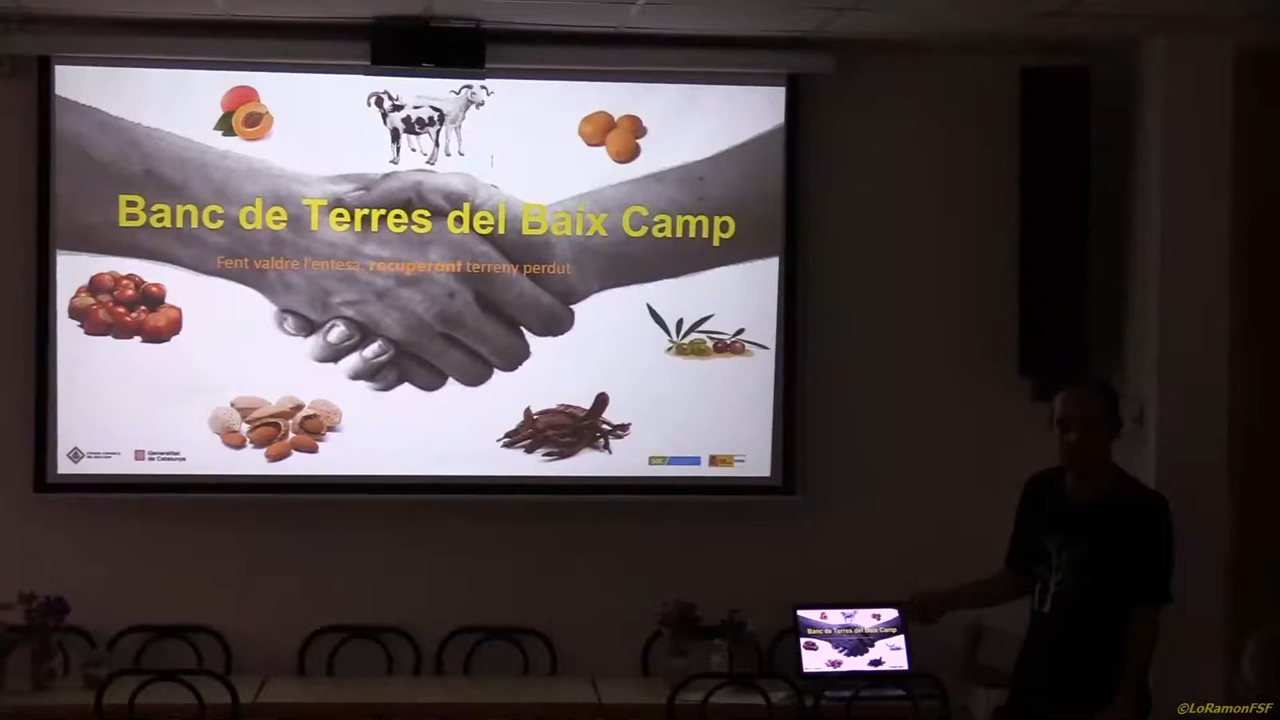 Banc de Terres del Baix Camp
Fent valdre l'entesa, recuperant terreny perdut
Generalitat
de Catalunya
Banc de Terres del Baix Camp
©LoRamonFSF